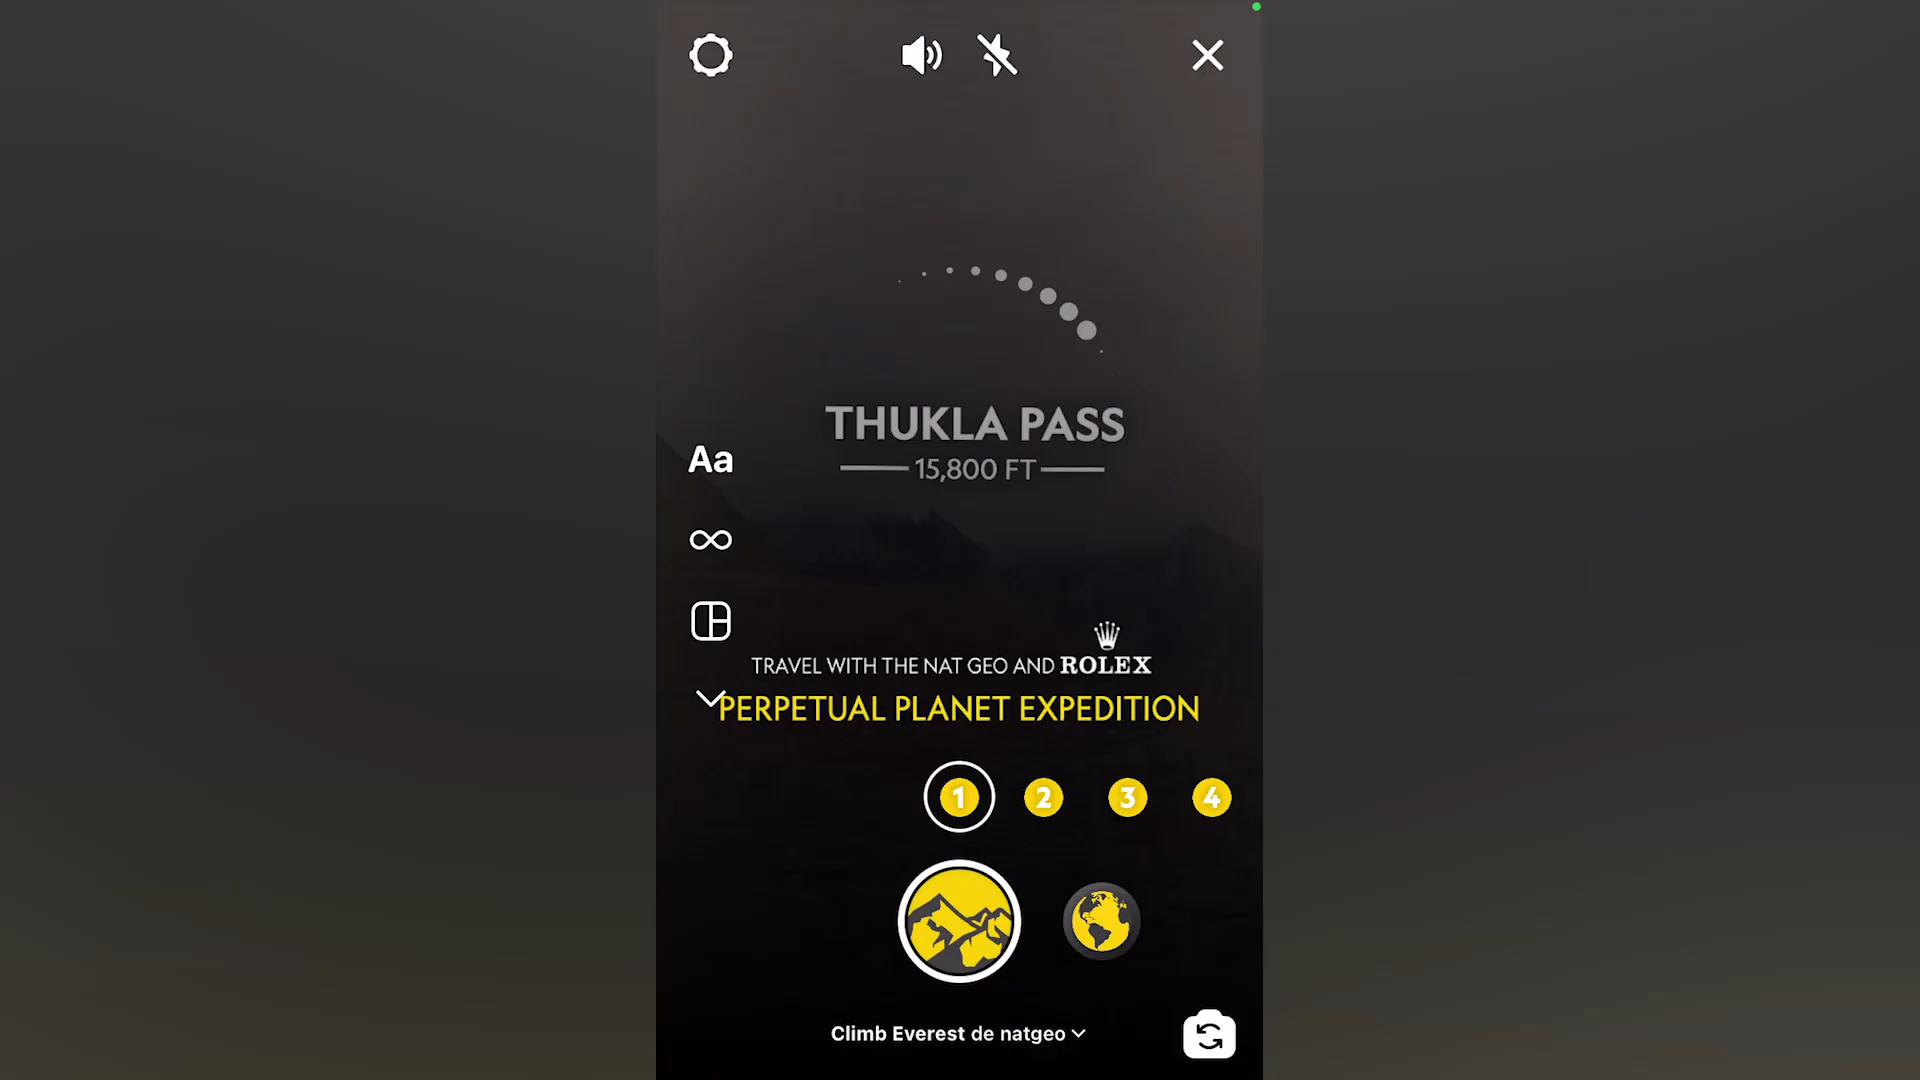 THUKLA PASS
15,800 FT
Aa
TRAVEL WITH THE NAT GEO AND ROLEX
PERPETUAL PLANET EXPEDITION
1 2 3 4
Climb Everest de natgeo